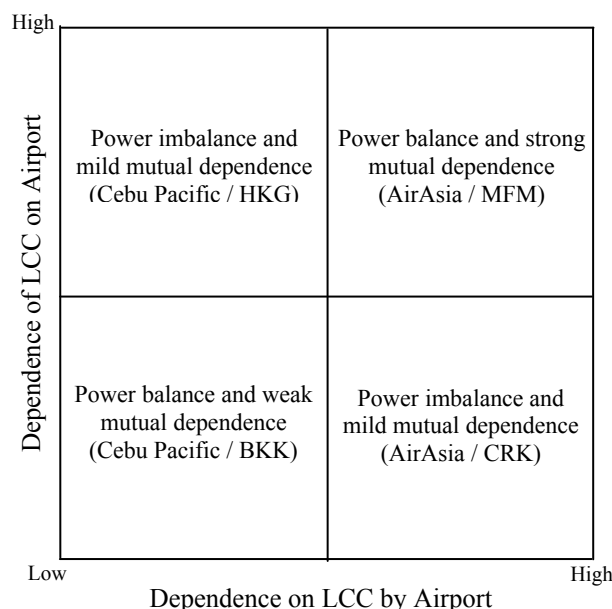 High
Power imbalance and
mild mutual dependence
(Cebu Pacific / HKG)
Power balance and strong
mutual dependence
(AirAsia / MFM)
Dependence of LCC on Airport
Power balance and weak
mutual dependence
(Cebu Pacific / BKK)
Power imbalance and
mild mutual dependence
(AirAsia / CRK)
Low
High
Dependence on LCC by Airport